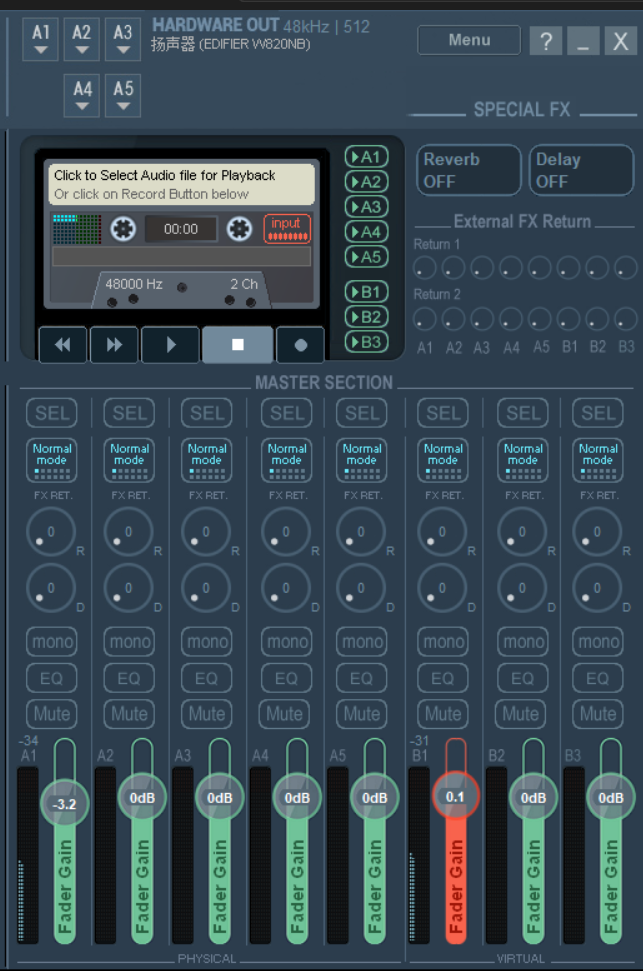 A1 A2 A3 HARDWARE OUT 48kHz | 512
扬声器 (EDIFIER W820NB)
Menu ? _ X
A4 A5
SPECIAL FX
Click to Select Audio file for Playback
Or click on Record Button below
00:00 input
48000 Hz 2 Ch
A1
A2
A3
A4
A5
B1
B2
B3
Reverb
OFF
Delay
OFF
External FX Return
Return 1
Return 2
A1 A2 A3 A4 A5 B1 B2 B3
MASTER SECTION
SEL SEL SEL SEL SEL SEL SEL SEL
Normal Normal Normal Normal Normal Normal Normal Normal
mode mode mode mode mode mode mode mode
FX RET. FX RET. FX RET. FX RET. FX RET. FX RET. FX RET. FX RET.
0 R 0 R 0 R 0 R 0 R 0 R 0 R 0 R
0 D 0 D 0 D 0 D 0 D 0 D 0 D 0 D
mono mono mono mono mono mono mono mono
EQ EQ EQ EQ EQ EQ EQ EQ
Mute Mute Mute Mute Mute Mute Mute Mute
-34 -31
A1 A2 A3 A4 A5 B1 B2 B3
-3.2 0dB 0dB 0dB 0dB 0.1 0dB 0dB
Fader Gain Fader Gain Fader Gain Fader Gain Fader Gain Fader Gain Fader Gain Fader Gain
PHYSICAL VIRTUAL